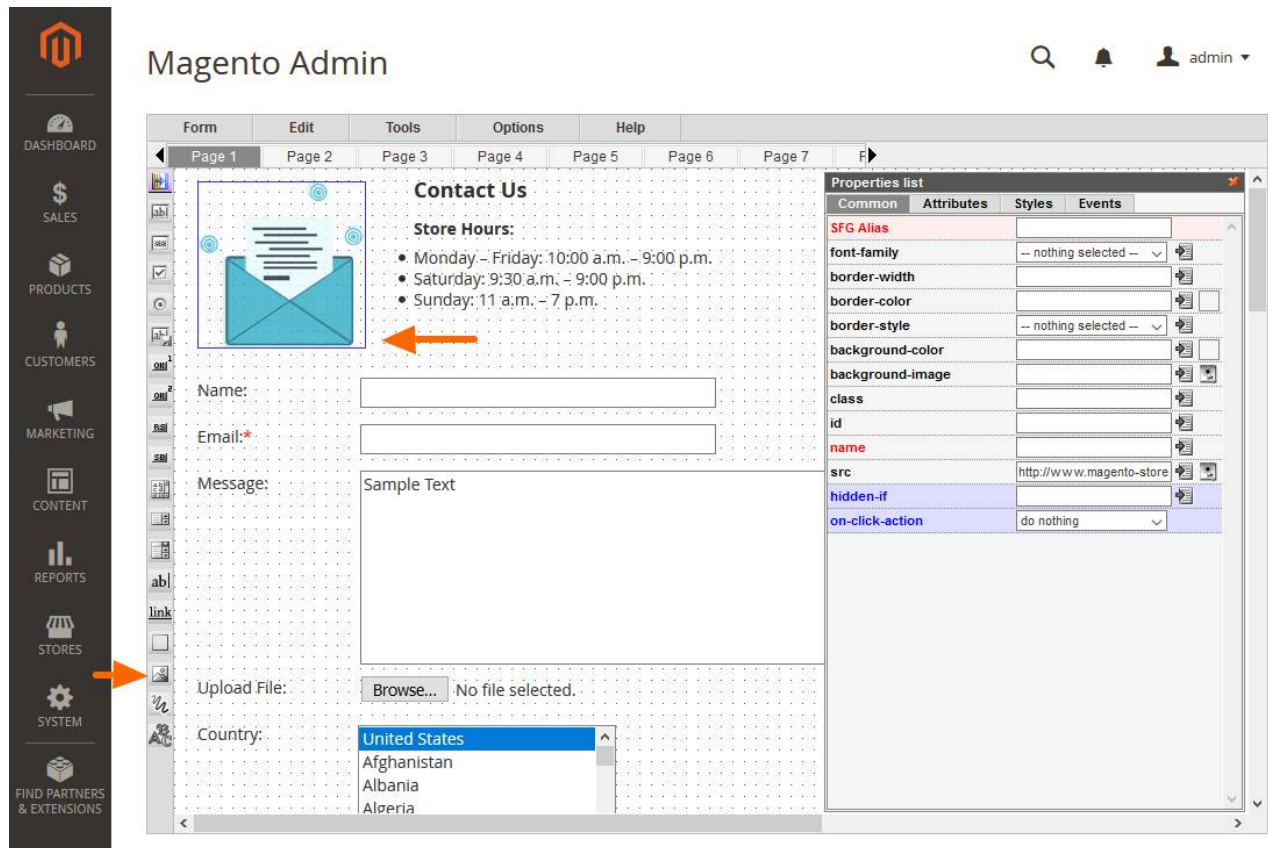 Magento Admin
admin
DASHBOARD
SALES
PRODUCTS
CUSTOMERS
MARKETING
CONTENT
REPORTS
STORES
SYSTEM
FIND PARTNERS
& EXTENSIONS
Form Edit Tools Options Help
Page 1 Page 2 Page 3 Page 4 Page 5 Page 6 Page 7
Contact Us
Store Hours:
• Monday – Friday: 10:00 a.m. – 9:00 p.m.
• Saturday: 9:30 a.m. – 9:00 p.m.
• Sunday: 11 a.m. – 7 p.m.
Name:
Email:*
Message:
Sample Text
Upload File:
Browse... No file selected.
Country:
United States
Afghanistan
Albania
Algeria
ab|
link
Properties list
Common Attributes Styles Events
SFG Alias
font-family -- nothing selected --
border-width
border-color
border-style -- nothing selected --
background-color
background-image
class
id
name
src http://www.magento-store
hidden-if
on-click-action do nothing